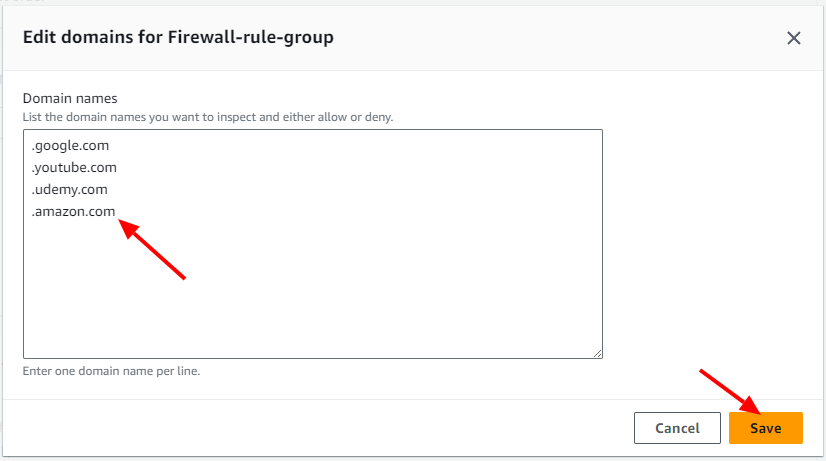 Edit domains for Firewall-rule-group
Domain names
List the domain names you want to inspect and either allow or deny.
.google.com
.youtube.com
.udemy.com
.amazon.com
Enter one domain name per line.
Cancel
Save